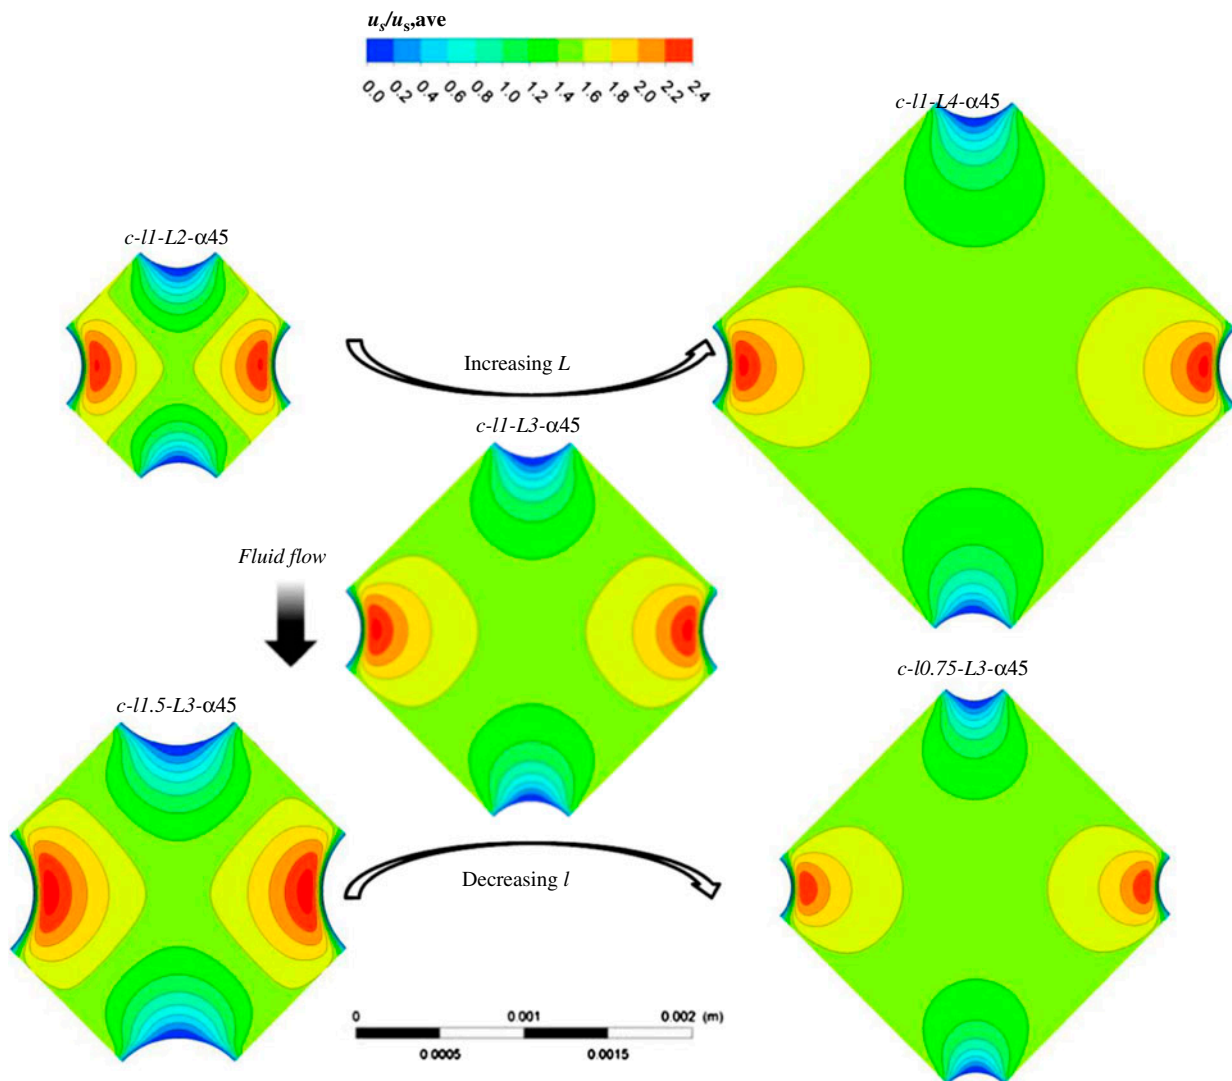 u_s/u_s,ave
0.0 0.2 0.4 0.6 0.8 1.0 1.2 1.4 1.6 1.8 2.0 2.2 2.4
c-l1-L4-α45
c-l1-L2-α45
Increasing L
c-l1-L3-α45
Fluid flow
c-l0.75-L3-α45
c-l1.5-L3-α45
Decreasing l
0 0.001 0.002 (m)
0.0005 0.0015